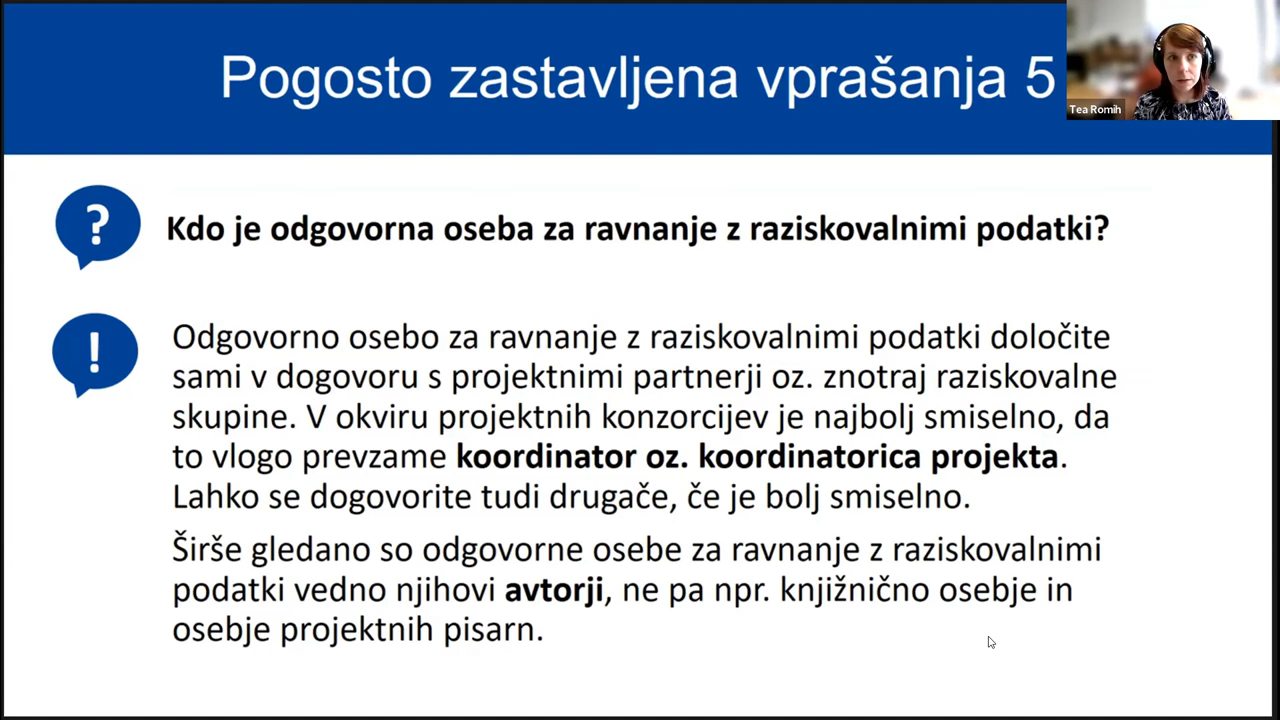 Pogosto zastavljena vprašanja 5
Tea Romih
?
Kdo je odgovorna oseba za ravnanje z raziskovalnimi podatki?
!
Odgovorno osebo za ravnanje z raziskovalnimi podatki določite
sami v dogovoru s projektnimi partnerji oz. znotraj raziskovalne
skupine. V okviru projektnih konzorcijev je najbolj smiselno, da
to vlogo prevzame koordinator oz. koordinatorica projekta.
Lahko se dogovorite tudi drugače, če je bolj smiselno.
Širše gledano so odgovorne osebe za ravnanje z raziskovalnimi
podatki vedno njihovi avtorji, ne pa npr. knjižnično osebje in
osebje projektnih pisarn.